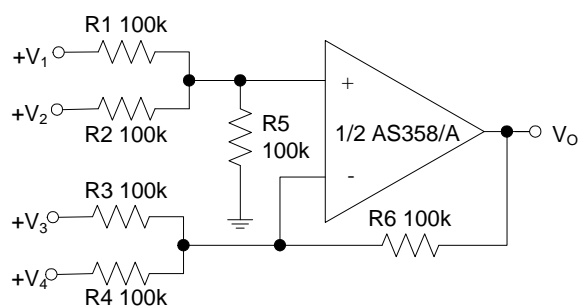 R1 100k
+V1
+V2
R2 100k
R5
100k
+
1/2 AS358/A
-
VO
R3 100k
+V3
+V4
R4 100k
R6 100k